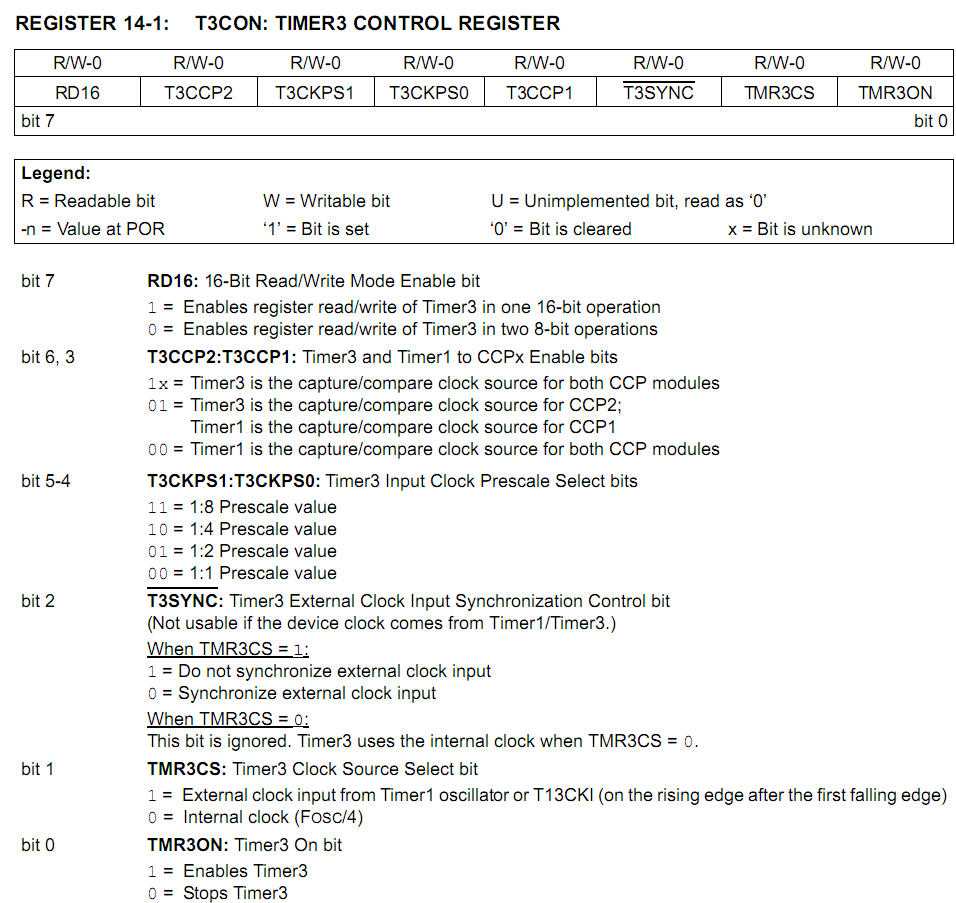 REGISTER 14-1: T3CON: TIMER3 CONTROL REGISTER
R/W-0 R/W-0 R/W-0 R/W-0 R/W-0 R/W-0 R/W-0 R/W-0
RD16 T3CCP2 T3CKPS1 T3CKPS0 T3CCP1 T3SYNC TMR3CS TMR3ON
bit 7 bit 0
Legend:
R = Readable bit W = Writable bit U = Unimplemented bit, read as ‘0’
-n = Value at POR ‘1’ = Bit is set ‘0’ = Bit is cleared x = Bit is unknown
bit 7 RD16: 16-Bit Read/Write Mode Enable bit
1 = Enables register read/write of Timer3 in one 16-bit operation
0 = Enables register read/write of Timer3 in two 8-bit operations
bit 6, 3 T3CCP2:T3CCP1: Timer3 and Timer1 to CCPx Enable bits
1x = Timer3 is the capture/compare clock source for both CCP modules
01 = Timer3 is the capture/compare clock source for CCP2;
Timer1 is the capture/compare clock source for CCP1
00 = Timer1 is the capture/compare clock source for both CCP modules
bit 5-4 T3CKPS1:T3CKPS0: Timer3 Input Clock Prescale Select bits
11 = 1:8 Prescale value
10 = 1:4 Prescale value
01 = 1:2 Prescale value
00 = 1:1 Prescale value
bit 2 T3SYNC: Timer3 External Clock Input Synchronization Control bit
(Not usable if the device clock comes from Timer1/Timer3.)
When TMR3CS = 1:
1 = Do not synchronize external clock input
0 = Synchronize external clock input
When TMR3CS = 0:
This bit is ignored. Timer3 uses the internal clock when TMR3CS = 0.
bit 1 TMR3CS: Timer3 Clock Source Select bit
1 = External clock input from Timer1 oscillator or T13CKI (on the rising edge after the first falling edge)
0 = Internal clock (FOSC/4)
bit 0 TMR3ON: Timer3 On bit
1 = Enables Timer3
0 = Stops Timer3